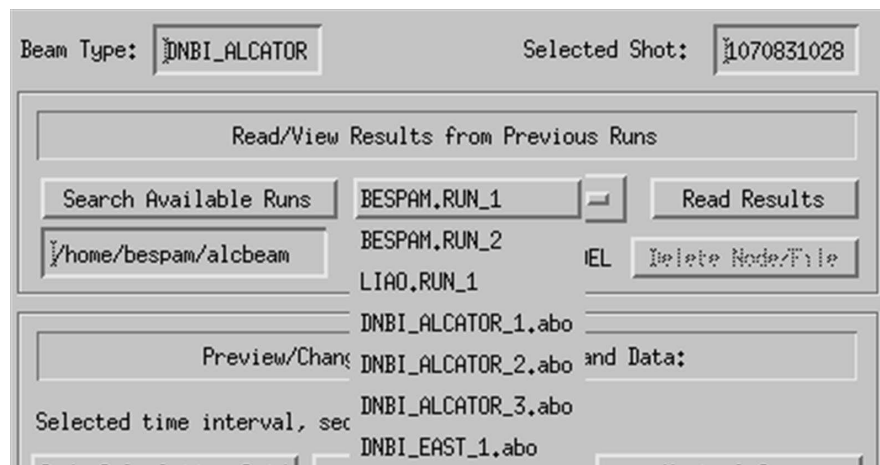 Beam Type: DNBI_ALCATOR Selected Shot: 1070831028
Read/View Results from Previous Runs
Search Available Runs BESPAM.RUN_1 Read Results
/home/bespam/alcbeam BESPAM.RUN_2 DEL Delete Node/File
LIAO.RUN_1
DNBI_ALCATOR_1.abo
Preview/Chang DNBI_ALCATOR_2.abo and Data:
DNBI_ALCATOR_3.abo
Selected time interval, sec
DNBI_EAST_1.abo